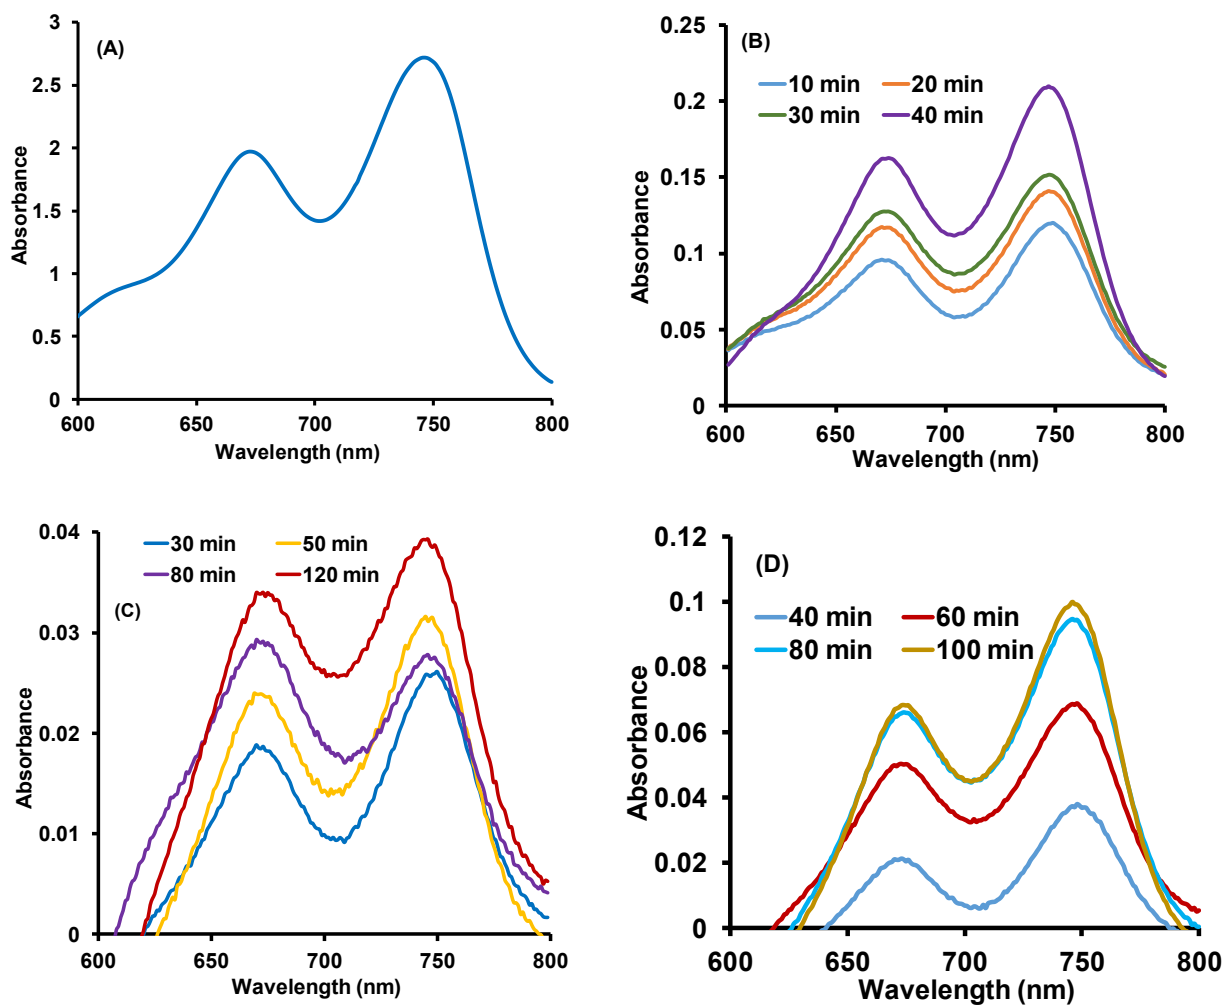 (A)
3
2.5
2
1.5
1
0.5
0
Absorbance
600 650 700 750 800
Wavelength (nm)
(B)
10 min 20 min
30 min 40 min
0.25
0.2
0.15
0.1
0.05
0
Absorbance
600 650 700 750 800
Wavelength (nm)
30 min 50 min
80 min 120 min
(C)
0.04
0.03
0.02
0.01
0
Absorbance
600 650 700 750 800
Wavelength (nm)
(D)
40 min 60 min
80 min 100 min
0.12
0.1
0.08
0.06
0.04
0.02
0
Absorbance
600 650 700 750 800
Wavelength (nm)